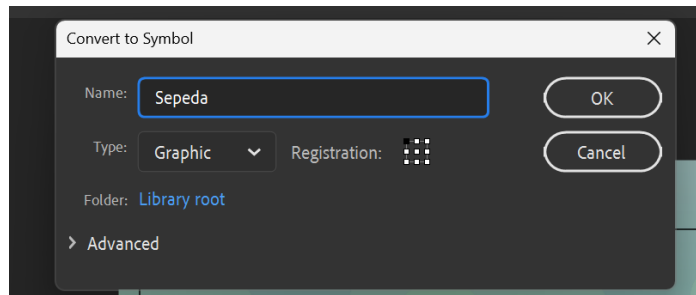 Convert to Symbol
Name: Sepeda OK
Type: Graphic Registration: Cancel
Folder: Library root
Advanced